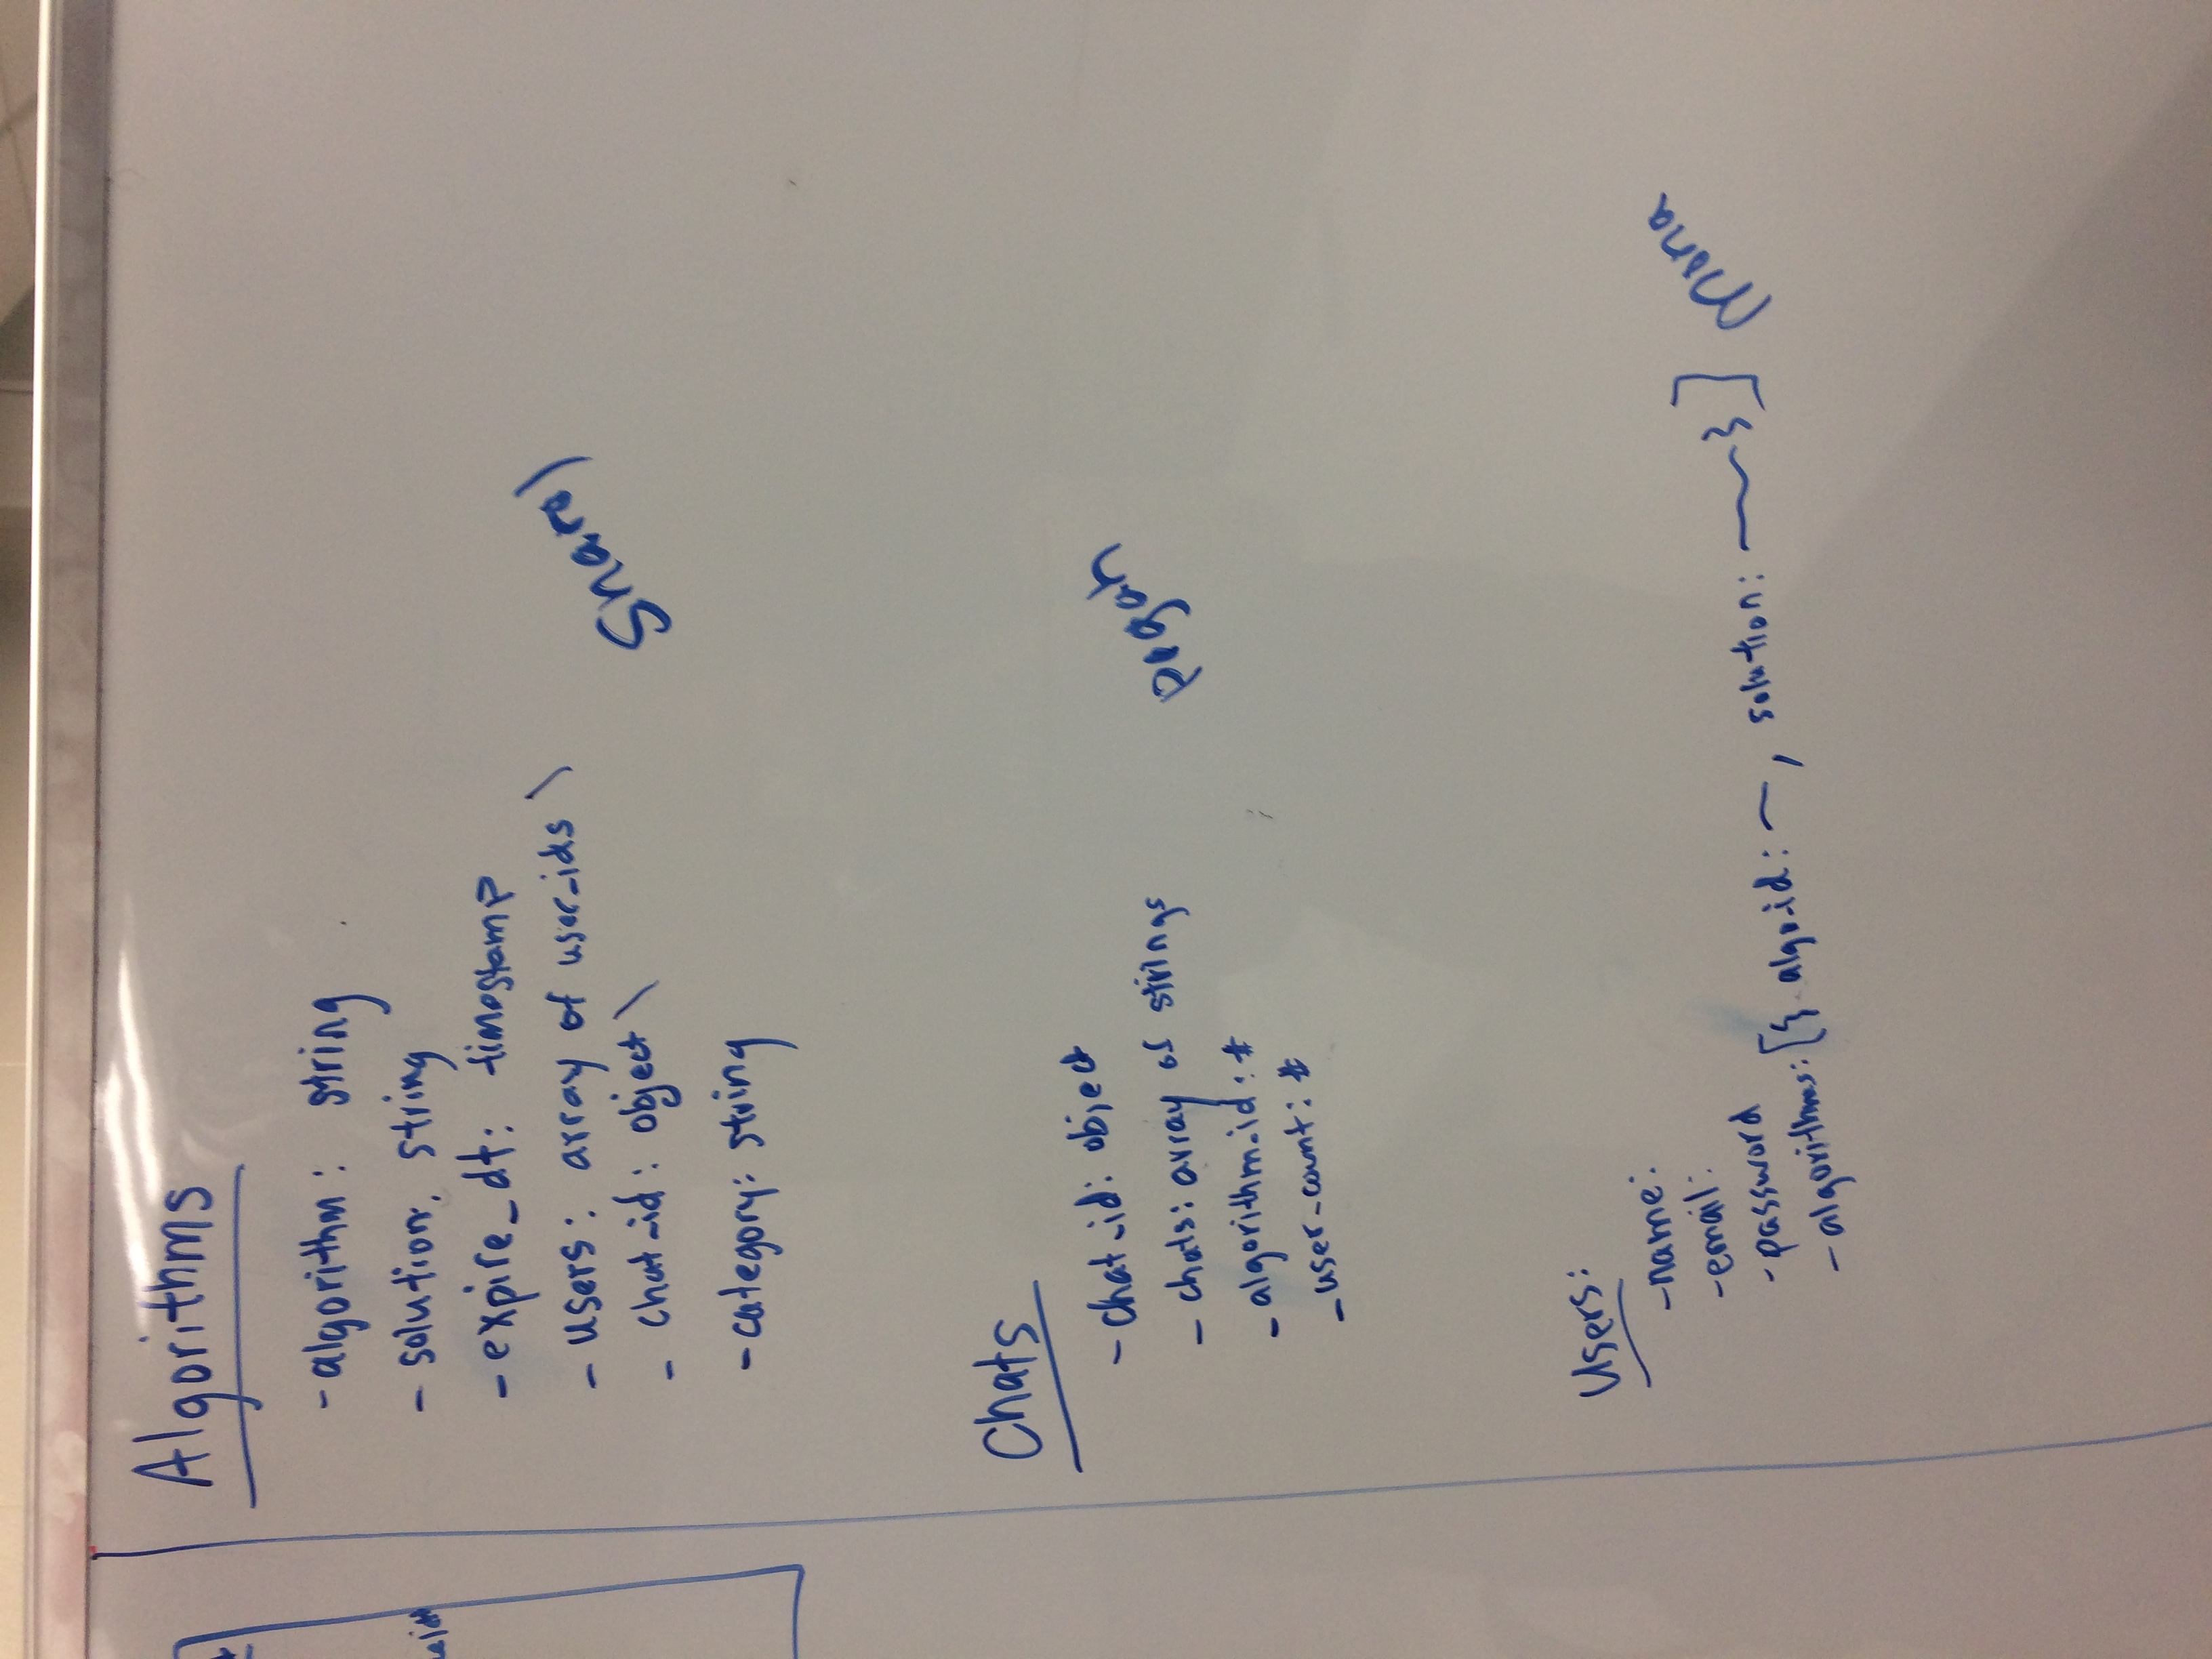 Algorithms
- algorithm: string
- solution: string
- expire_dt: timestamp
- users: array of user_ids \
- chat_id: object \
- category: string
Chats
- chat_id: object
- chats: array of strings
- algorithm_id: #
- user_count: #
pegah
Users:
- name:
- email:
- password
- algorithms: [{ algo_id: ~, solution: ~~}]
Mona